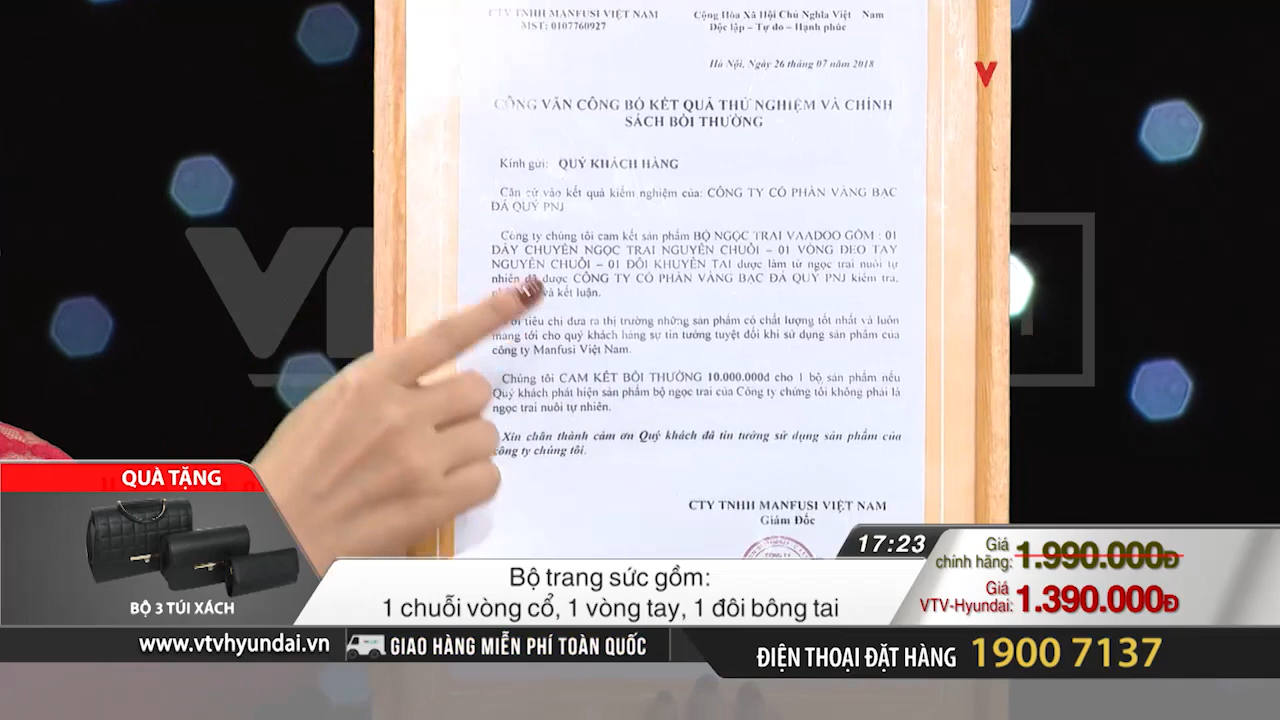 CTY TNHH MANFUSI VIỆT NAM
MST: 0107760927
Cộng Hòa Xã Hội Chủ Nghĩa Việt Nam
Độc lập – Tự do – Hạnh phúc
Hà Nội, Ngày 26 tháng 07 năm 2018
CÔNG VĂN CÔNG BỐ KẾT QUẢ THỬ NGHIỆM VÀ CHÍNH
SÁCH BỒI THƯỜNG
Kính gửi: QUÝ KHÁCH HÀNG
Căn cứ vào kết quả kiểm nghiệm của: CÔNG TY CỔ PHẦN VÀNG BẠC
ĐÁ QUÝ PNJ
Công ty chúng tôi cam kết sản phẩm BỘ NGỌC TRAI VAADOO GỒM : 01
DÂY CHUYỀN NGỌC TRAI NGUYÊN CHUỖI – 01 VÒNG ĐEO TAY
NGUYÊN CHUỖI – 01 ĐÔI KHUYÊN TAI được làm từ ngọc trai nuôi tự
nhiên đã được CÔNG TY CỔ PHẦN VÀNG BẠC ĐÁ QUÝ PNJ kiểm tra,
và kết luận.
tiêu chí đưa ra thị trường những sản phẩm có chất lượng tốt nhất và luôn
mang tới cho quý khách hàng sự tin tưởng tuyệt đối khi sử dụng sản phẩm của
công ty Manfusi Việt Nam.
Chúng tôi CAM KẾT BỒI THƯỜNG 10.000.000đ cho 1 bộ sản phẩm nếu
Quý khách phát hiện sản phẩm bộ ngọc trai của Công ty chúng tôi không phải là
ngọc trai nuôi tự nhiên.
Xin chân thành cảm ơn Quý khách đã tin tưởng sử dụng sản phẩm của
công ty chúng tôi.
CTY TNHH MANFUSI VIỆT NAM
Giám Đốc
QUÀ TẶNG
BỘ 3 TÚI XÁCH
17:23
Bộ trang sức gồm:
1 chuỗi vòng cổ, 1 vòng tay, 1 đôi bông tai
Giá
chính hãng: 1.990.000Đ
Giá
VTV-Hyundai: 1.390.000Đ
www.vtvhyundai.vn
GIAO HÀNG MIỄN PHÍ TOÀN QUỐC
ĐIỆN THOẠI ĐẶT HÀNG 1900 7137